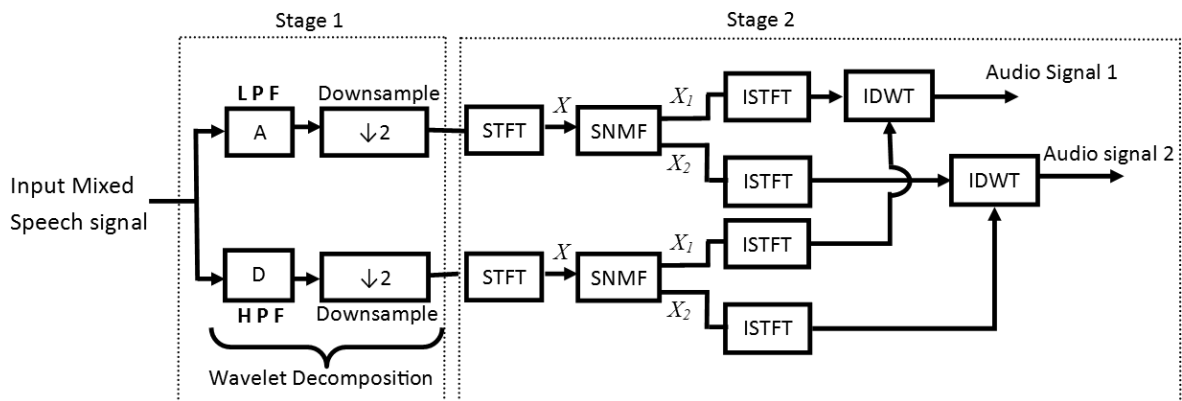 Stage 1
Stage 2
L P F
Downsample
A
↓2
STFT
X
SNMF
X1
X2
ISTFT
ISTFT
IDWT
Audio Signal 1
IDWT
Audio signal 2
Input Mixed
Speech signal
D
H P F
↓2
Downsample
STFT
X
SNMF
X1
X2
ISTFT
ISTFT
Wavelet Decomposition